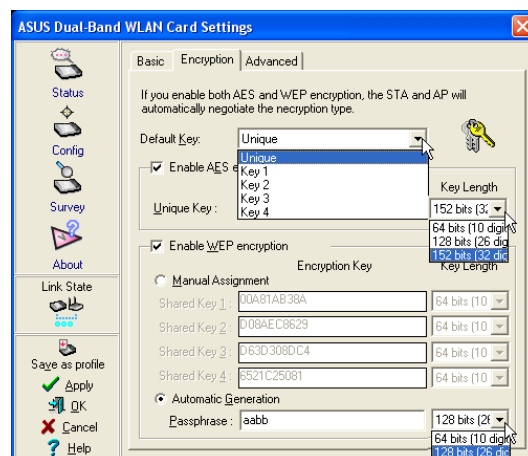 ASUS Dual-Band WLAN Card Settings
Status
Config
Survey
About
Link State
Save as profile
Apply
OK
Cancel
Help
Basic
Encryption
Advanced
If you enable both AES and WEP encryption, the STA and AP will
automatically negotiate the necryption type.
Default Key:
Unique
Unique
Key 1
Key 2
Key 3
Key 4
Enable AES e
Key Length
Unique Key :
152 bits (32
64 bits (10 digit
128 bits (26 dig
152 bits (32 dig
Enable WEP encryption
Encryption Key
Key Length
Manual Assignment
Shared Key 1 :
00A81AB38A
64 bits (10
Shared Key 2 :
D08AEC8629
64 bits (10
Shared Key 3 :
D63D308DC4
64 bits (10
Shared Key 4 :
6521C25081
64 bits (10
Automatic Generation
Passphrase :
aabb
128 bits (26
64 bits (10 digit
128 bits (26 dig